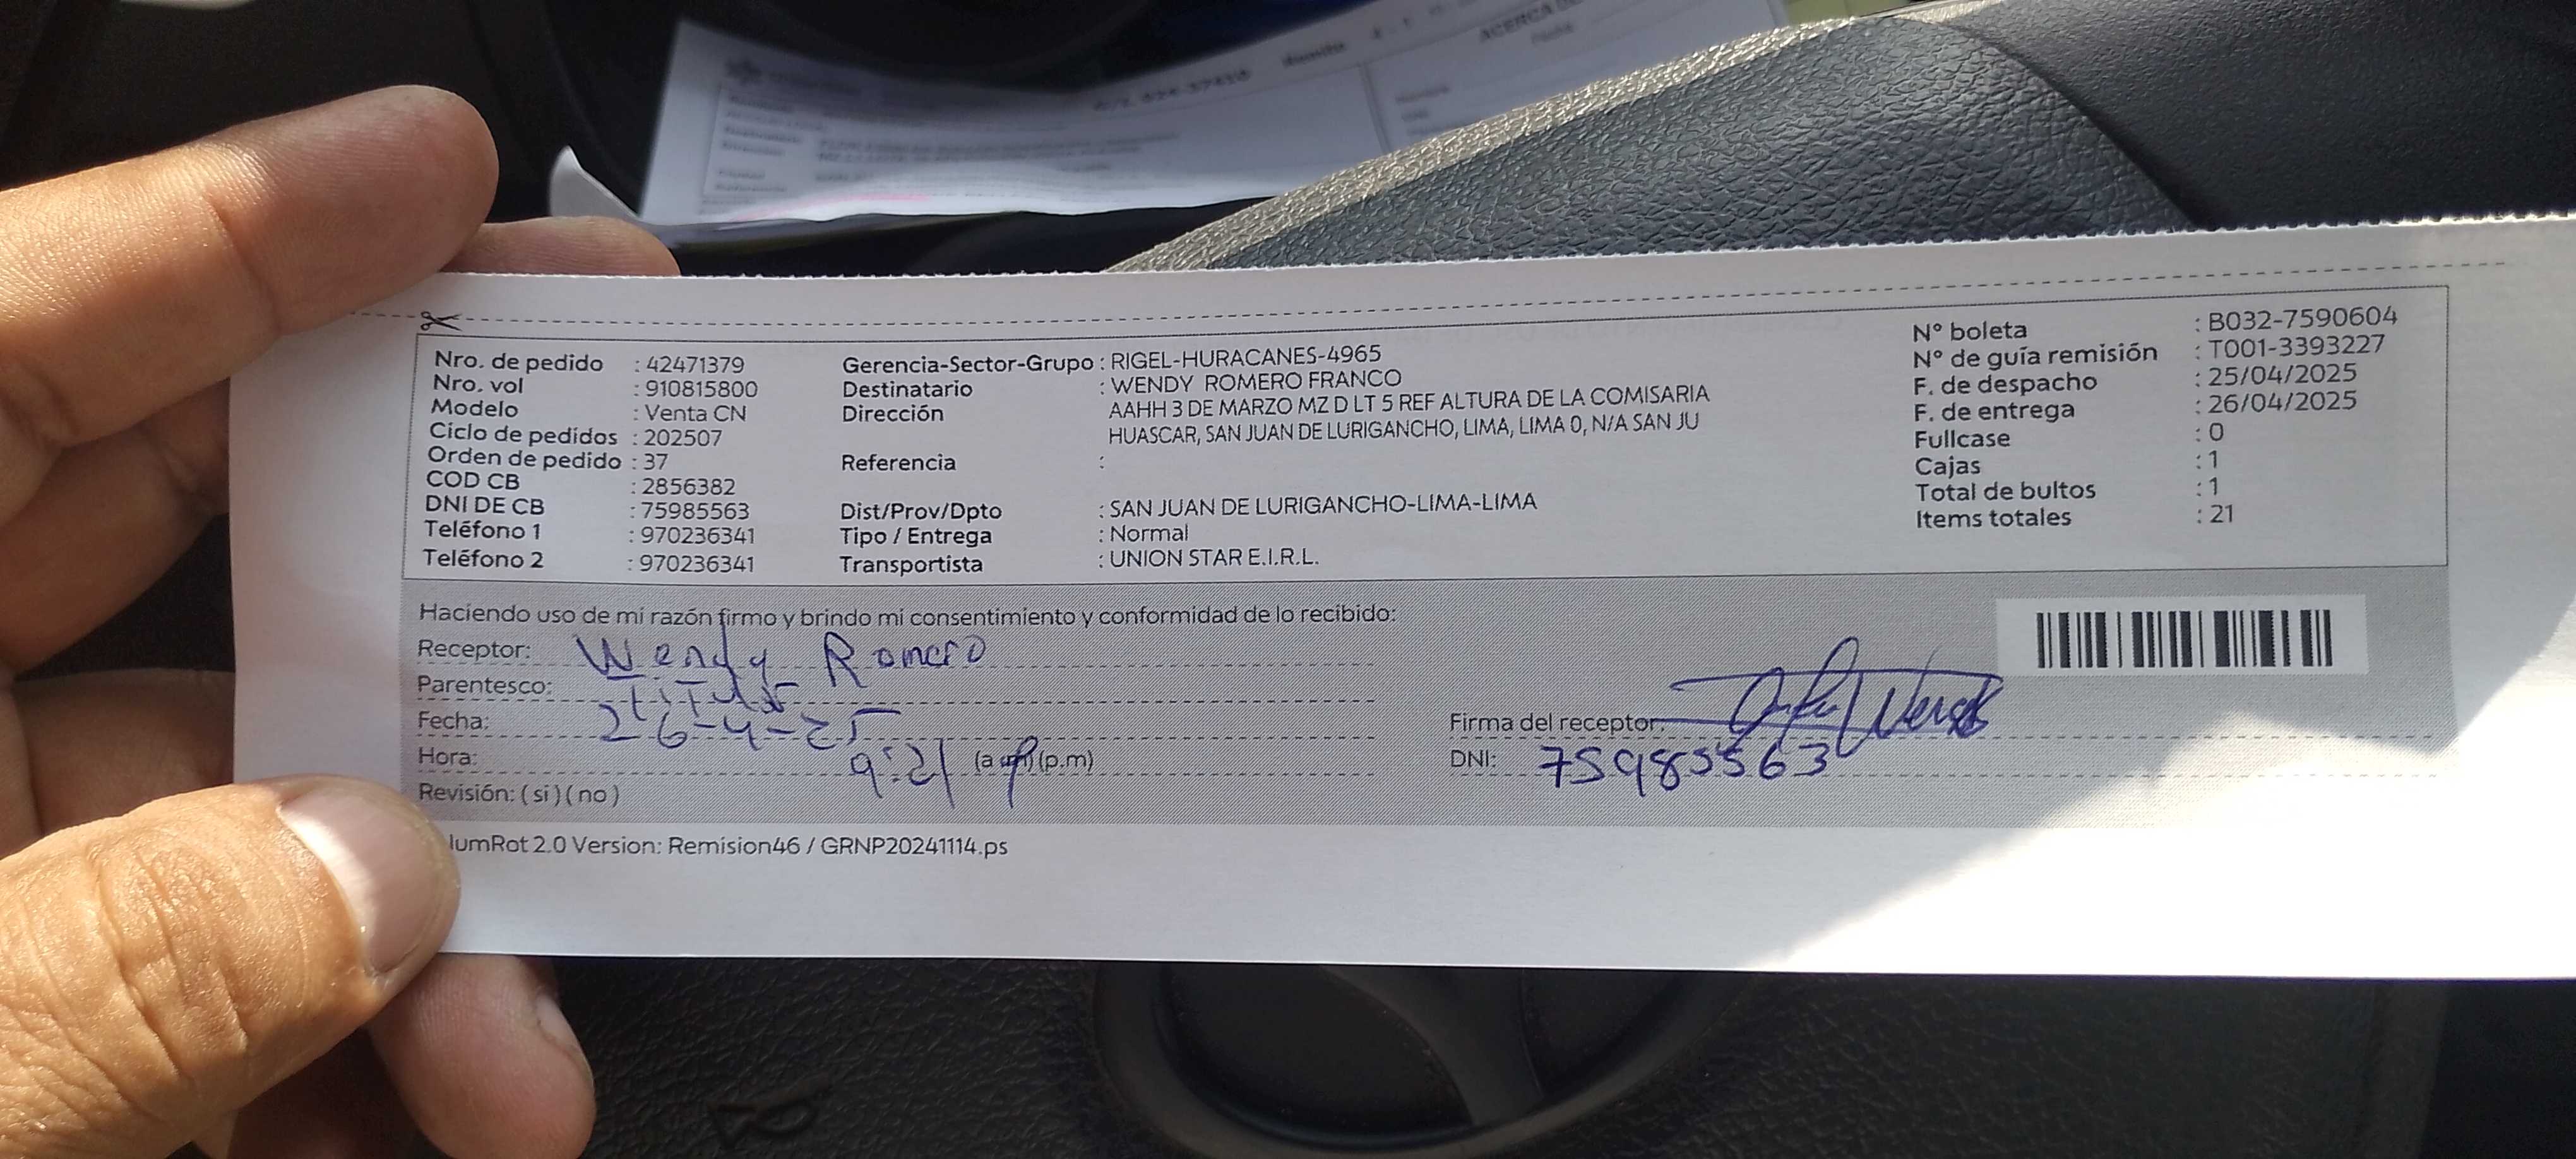 Nro. de pedido : 42471379
Nro. vol : 910815800
Modelo : Venta CN
Ciclo de pedidos : 202507
Orden de pedido : 37
COD CB : 2856382
DNI DE CB : 75985563
Teléfono 1 : 970236341
Teléfono 2 : 970236341
Gerencia-Sector-Grupo : RIGEL-HURACANES-4965
Destinatario : WENDY ROMERO FRANCO
Dirección AAHH 3 DE MARZO MZ D LT 5 REF ALTURA DE LA COMISARIA
HUASCAR, SAN JUAN DE LURIGANCHO, LIMA, LIMA 0, N/A SAN JU
Referencia :
Dist/Prov/Dpto : SAN JUAN DE LURIGANCHO-LIMA-LIMA
Tipo / Entrega : Normal
Transportista : UNION STAR E.I.R.L.
N° boleta : B032-7590604
N° de guía remisión : T001-3393227
F. de despacho : 25/04/2025
F. de entrega : 26/04/2025
Fullcase : 0
Cajas : 1
Total de bultos : 1
Items totales : 21
Haciendo uso de mi razón firmo y brindo mi consentimiento y conformidad de lo recibido:
Receptor: Wendy Romero
Parentesco: titular
Fecha: 26-4-25
Hora: 9:21 (a.m) (p.m)
Revisión: ( si ) ( no )
Firma del receptor:
DNI: 75985563
lumRot 2.0 Version: Remision46 / GRNP20241114.ps